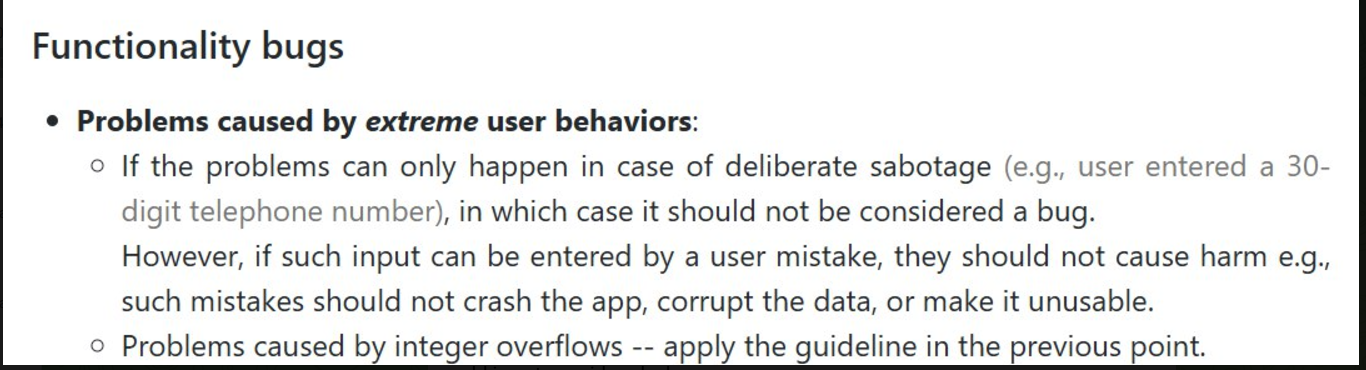 Functionality bugs
• Problems caused by extreme user behaviors:
○ If the problems can only happen in case of deliberate sabotage (e.g., user entered a 30-
digit telephone number), in which case it should not be considered a bug.
However, if such input can be entered by a user mistake, they should not cause harm e.g.,
such mistakes should not crash the app, corrupt the data, or make it unusable.
○ Problems caused by integer overflows -- apply the guideline in the previous point.